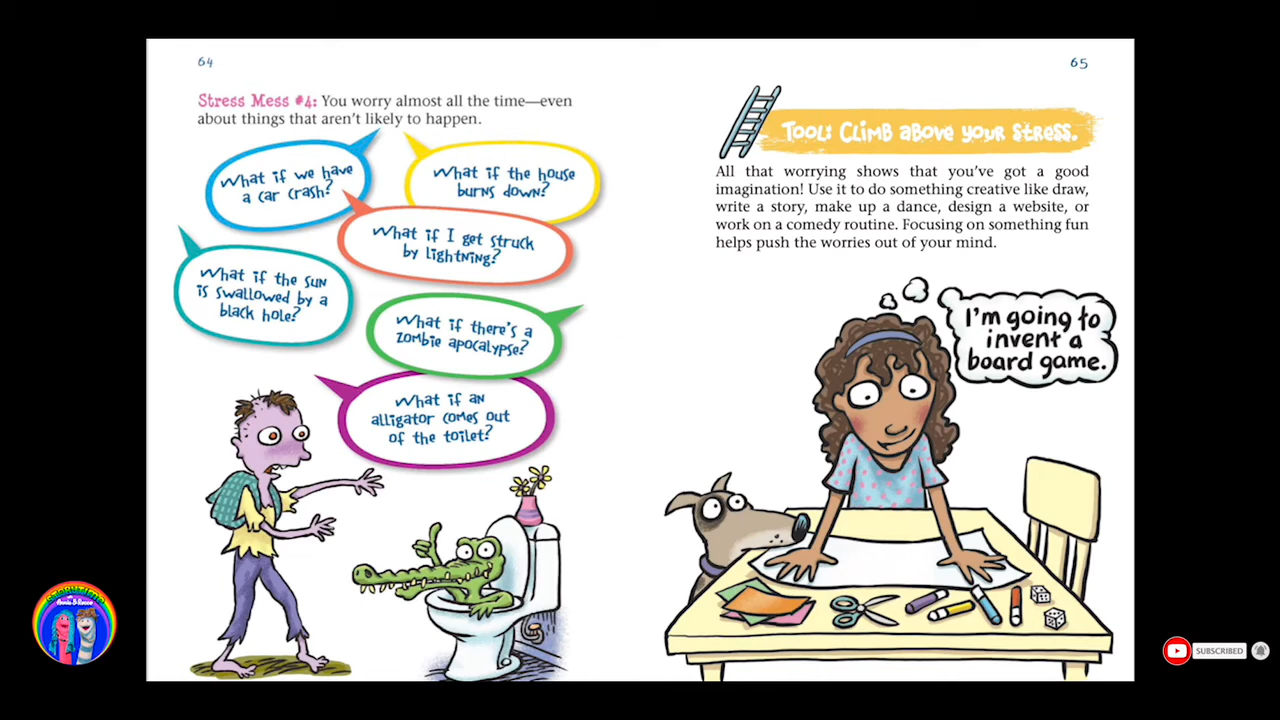 64
Stress Mess #4: You worry almost all the time—even
about things that aren't likely to happen.
What if we have
a car crash?
What if the house
burns down?
What if I get struck
by lightning?
What if the sun
is swallowed by a
black hole?
What if there's a
zombie apocalypse?
What if an
alligator comes out
of the toilet?
65
Tool: Climb above your stress.
All that worrying shows that you've got a good
imagination! Use it to do something creative like draw,
write a story, make up a dance, design a website, or
work on a comedy routine. Focusing on something fun
helps push the worries out of your mind.
I'm going to
invent a
board game.
STORYTIME
SUBSCRIBED